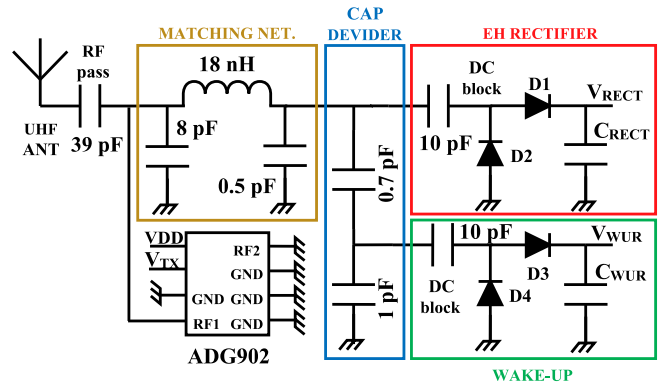 CAP
DEVIDER
MATCHING NET.
EH RECTIFIER
RF
pass
18 nH
DC
block
D1
VRECT
UHF
ANT
39 pF
8 pF
0.5 pF
0.7 pF
10 pF
D2
CRECT
VDD
VTX
RF2
GND
GND
GND
RF1
GND
ADG902
1 pF
10 pF
DC
block
D3
D4
VWUR
CWUR
WAKE-UP